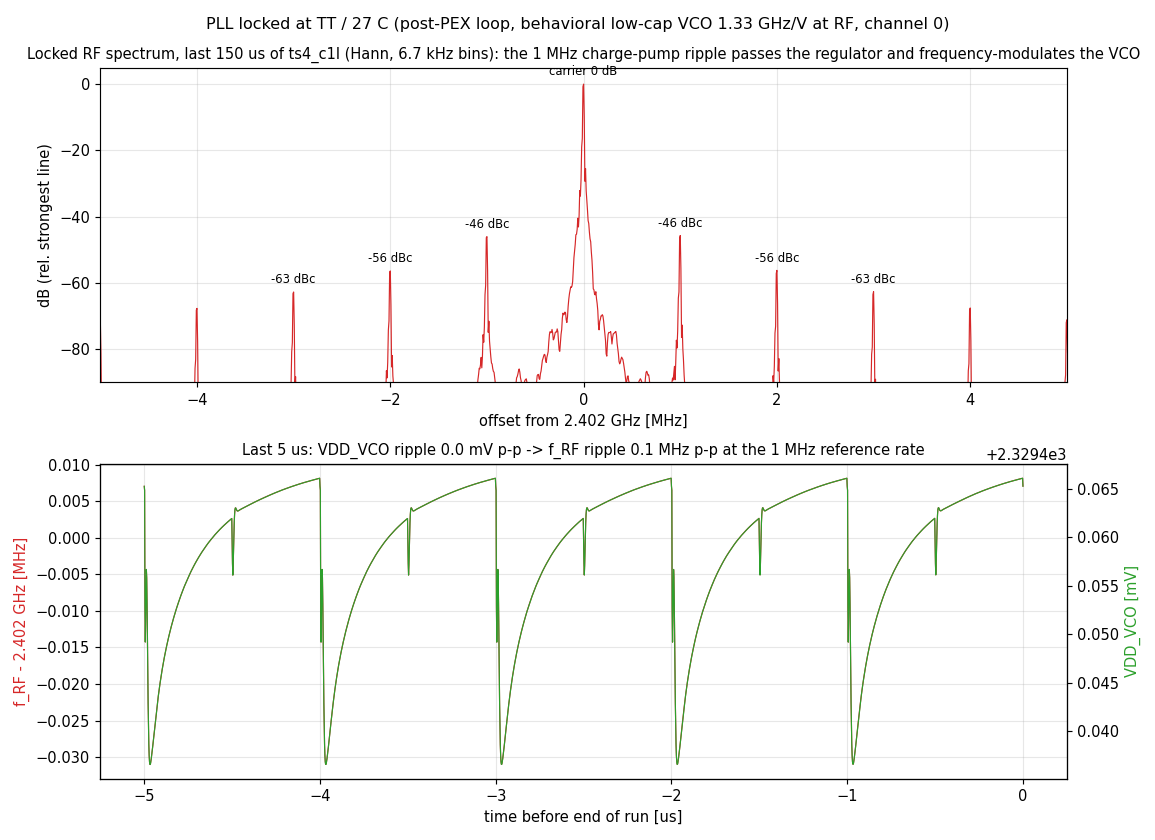 PLL locked at TT / 27 C (post-PEX loop, behavioral low-cap VCO 1.33 GHz/V at RF, channel 0)
Locked RF spectrum, last 150 us of ts4_c1l (Hann, 6.7 kHz bins): the 1 MHz charge-pump ripple passes the regulator and frequency-modulates the VCO
carrier 0 dB
-46 dBc
-46 dBc
-56 dBc
-56 dBc
-63 dBc
-63 dBc
0
−20
−40
−60
−80
dB (rel. strongest line)
−4
−2
0
2
4
offset from 2.402 GHz [MHz]
Last 5 us: VDD_VCO ripple 0.0 mV p-p -> f_RF ripple 0.1 MHz p-p at the 1 MHz reference rate
+2.3294e3
0.010
0.005
0.000
−0.005
−0.010
−0.015
−0.020
−0.025
−0.030
f_RF - 2.402 GHz [MHz]
0.065
0.060
0.055
0.050
0.045
0.040
VDD_VCO [mV]
−5
−4
−3
−2
−1
0
time before end of run [us]